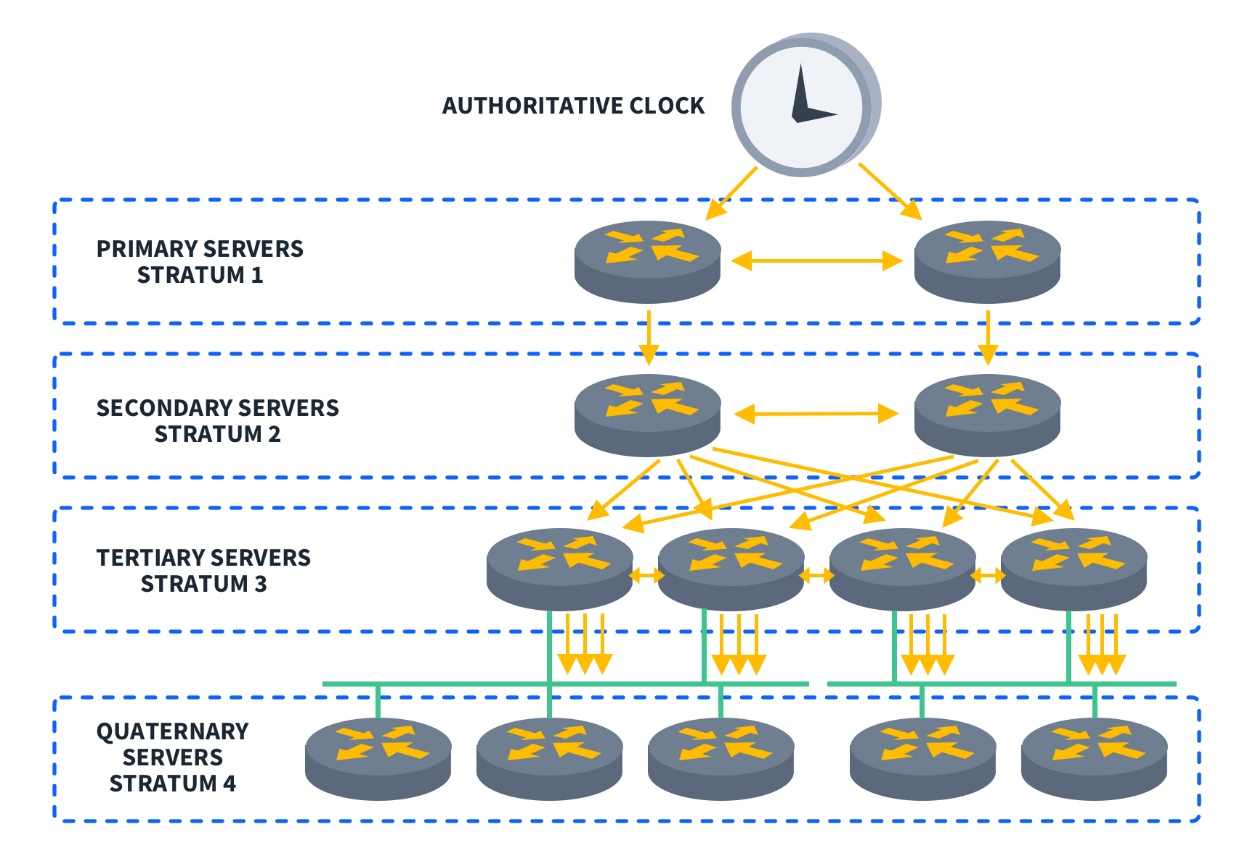 AUTHORITATIVE CLOCK
PRIMARY SERVERS
STRATUM 1
SECONDARY SERVERS
STRATUM 2
TERTIARY SERVERS
STRATUM 3
QUATERNARY
SERVERS
STRATUM 4